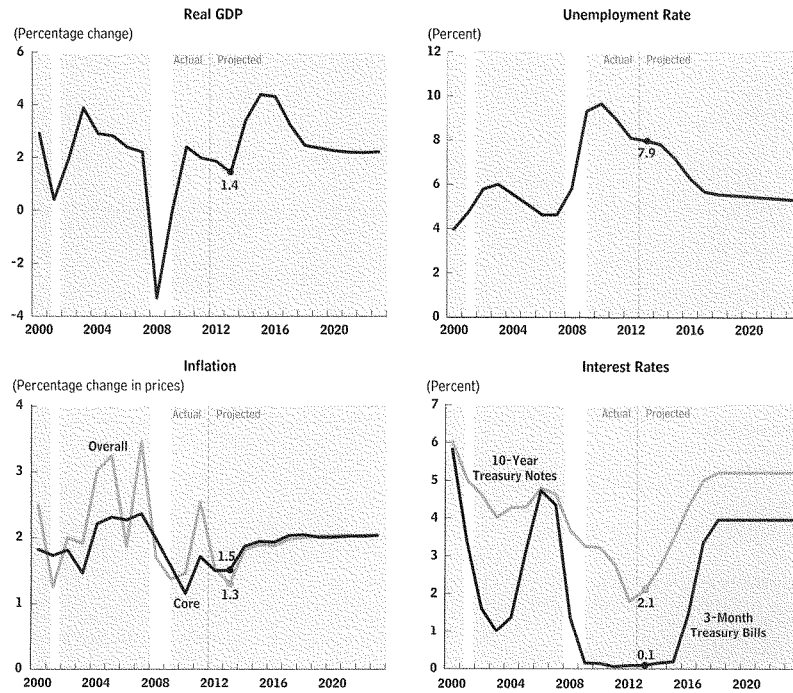 Real GDP
(Percentage change)
6
Actual Projected
4
2
1.4
0
-2
-4
2000 2004 2008 2012 2016 2020
Unemployment Rate
(Percent)
12
Actual Projected
10
8
7.9
6
4
2
0
2000 2004 2008 2012 2016 2020
Inflation
(Percentage change in prices)
4
Actual Projected
Overall
3
2
1.5
1.3
Core
1
0
2000 2004 2008 2012 2016 2020
Interest Rates
(Percent)
7
Actual Projected
6
10-Year
Treasury Notes
5
4
3
2
2.1
3-Month
Treasury Bills
1
0.1
0
2000 2004 2008 2012 2016 2020